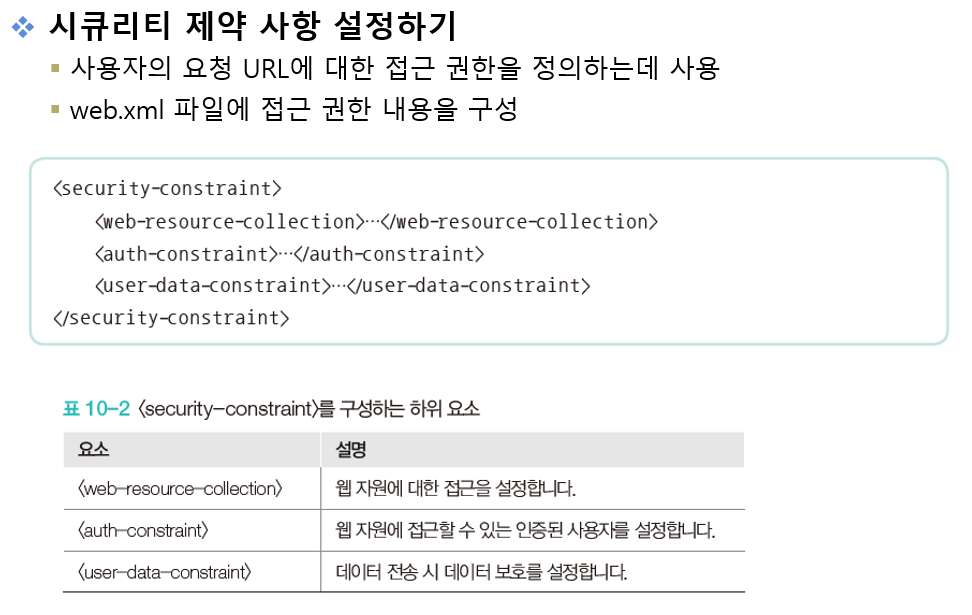 시큐리티 제약 사항 설정하기
사용자의 요청 URL에 대한 접근 권한을 정의하는데 사용
web.xml 파일에 접근 권한 내용을 구성
<security-constraint>
<web-resource-collection>…</web-resource-collection>
<auth-constraint>…</auth-constraint>
<user-data-constraint>…</user-data-constraint>
</security-constraint>
표 10-2 <security-constraint>를 구성하는 하위 요소
요소 설명
<web-resource-collection> 웹 자원에 대한 접근을 설정합니다.
<auth-constraint> 웹 자원에 접근할 수 있는 인증된 사용자를 설정합니다.
<user-data-constraint> 데이터 전송 시 데이터 보호를 설정합니다.